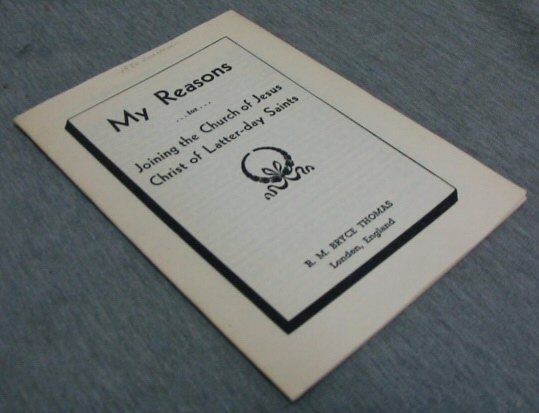 My Reasons
...for...
Joining the Church of Jesus
Christ of Latter-day Saints
R. M. BRYCE THOMAS
London, England